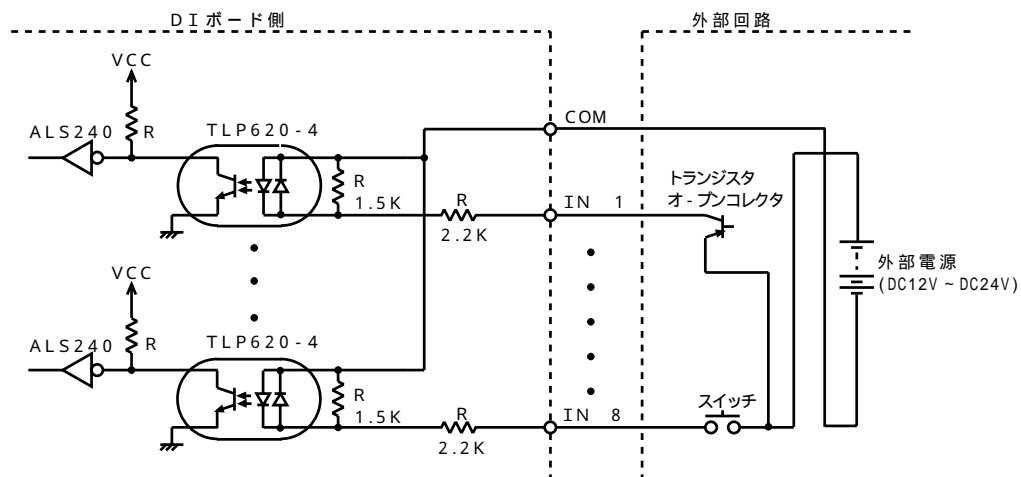 DIボード側
外部回路
VCC
ALS240
R
TLP620-4
R
1.5K
R
2.2K
COM
IN 1
トランジスタ
オ-プンコレクタ
外部電源
(DC12V ~ DC24V)
VCC
ALS240
R
TLP620-4
R
1.5K
R
2.2K
IN 8
スイッチ